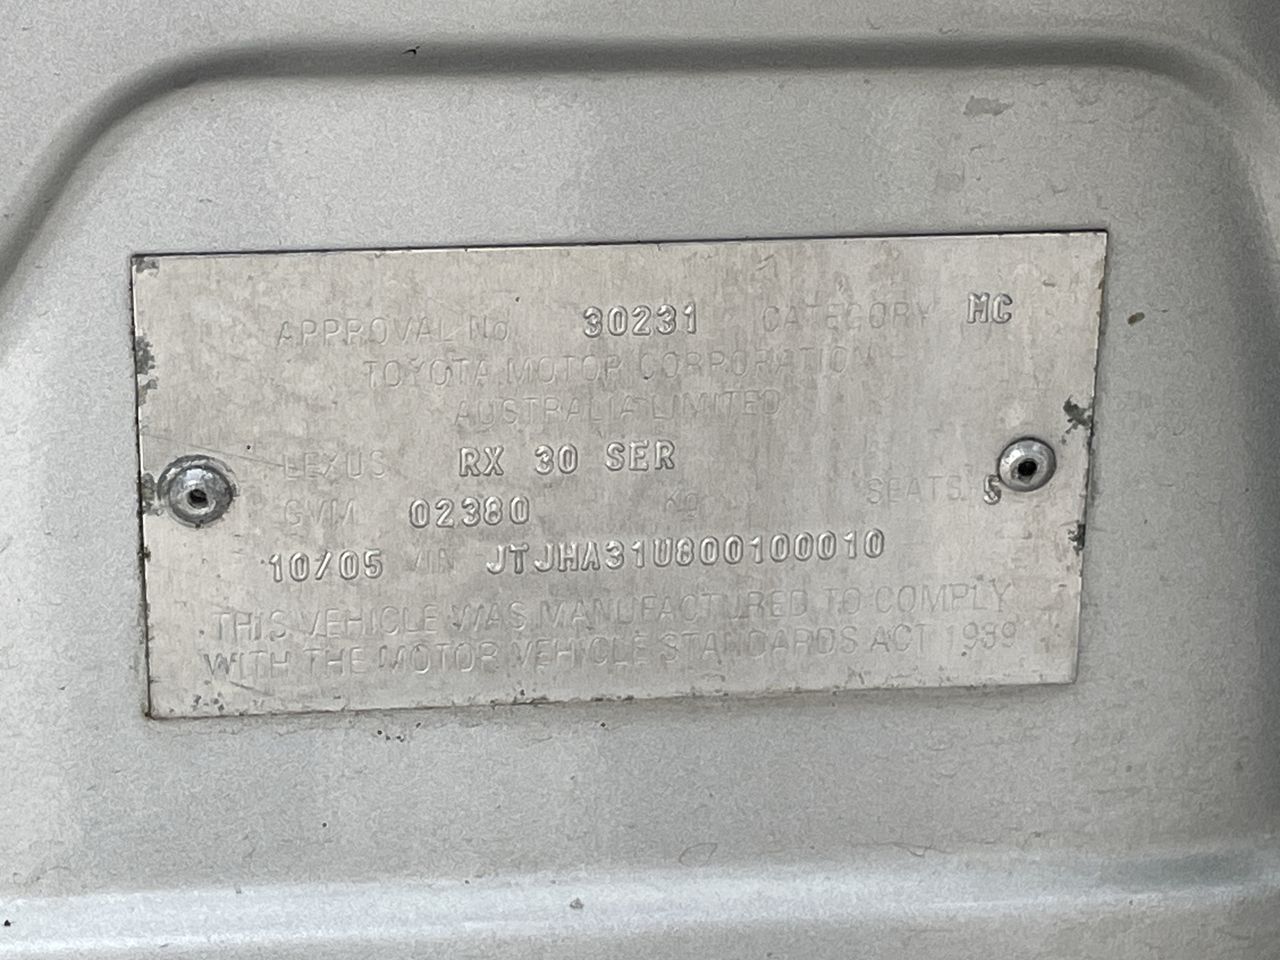 APPROVAL No 30231 CATEGORY MC
TOYOTA MOTOR CORPORATION
AUSTRALIA LIMITED
LEXUS RX 30 SER
GVM 02380 KG SEATS 5
10/05 VIN JTJHA31U800100010
THIS VEHICLE WAS MANUFACTURED TO COMPLY
WITH THE MOTOR VEHICLE STANDARDS ACT 1989